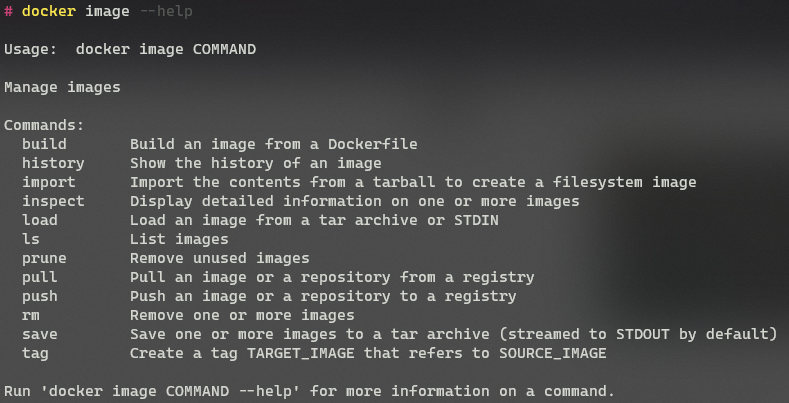 # docker image --help
Usage:  docker image COMMAND
Manage images
Commands:
  build       Build an image from a Dockerfile
  history     Show the history of an image
  import      Import the contents from a tarball to create a filesystem image
  inspect     Display detailed information on one or more images
  load        Load an image from a tar archive or STDIN
  ls          List images
  prune       Remove unused images
  pull        Pull an image or a repository from a registry
  push        Push an image or a repository to a registry
  rm          Remove one or more images
  save        Save one or more images to a tar archive (streamed to STDOUT by default)
  tag         Create a tag TARGET_IMAGE that refers to SOURCE_IMAGE
Run 'docker image COMMAND --help' for more information on a command.